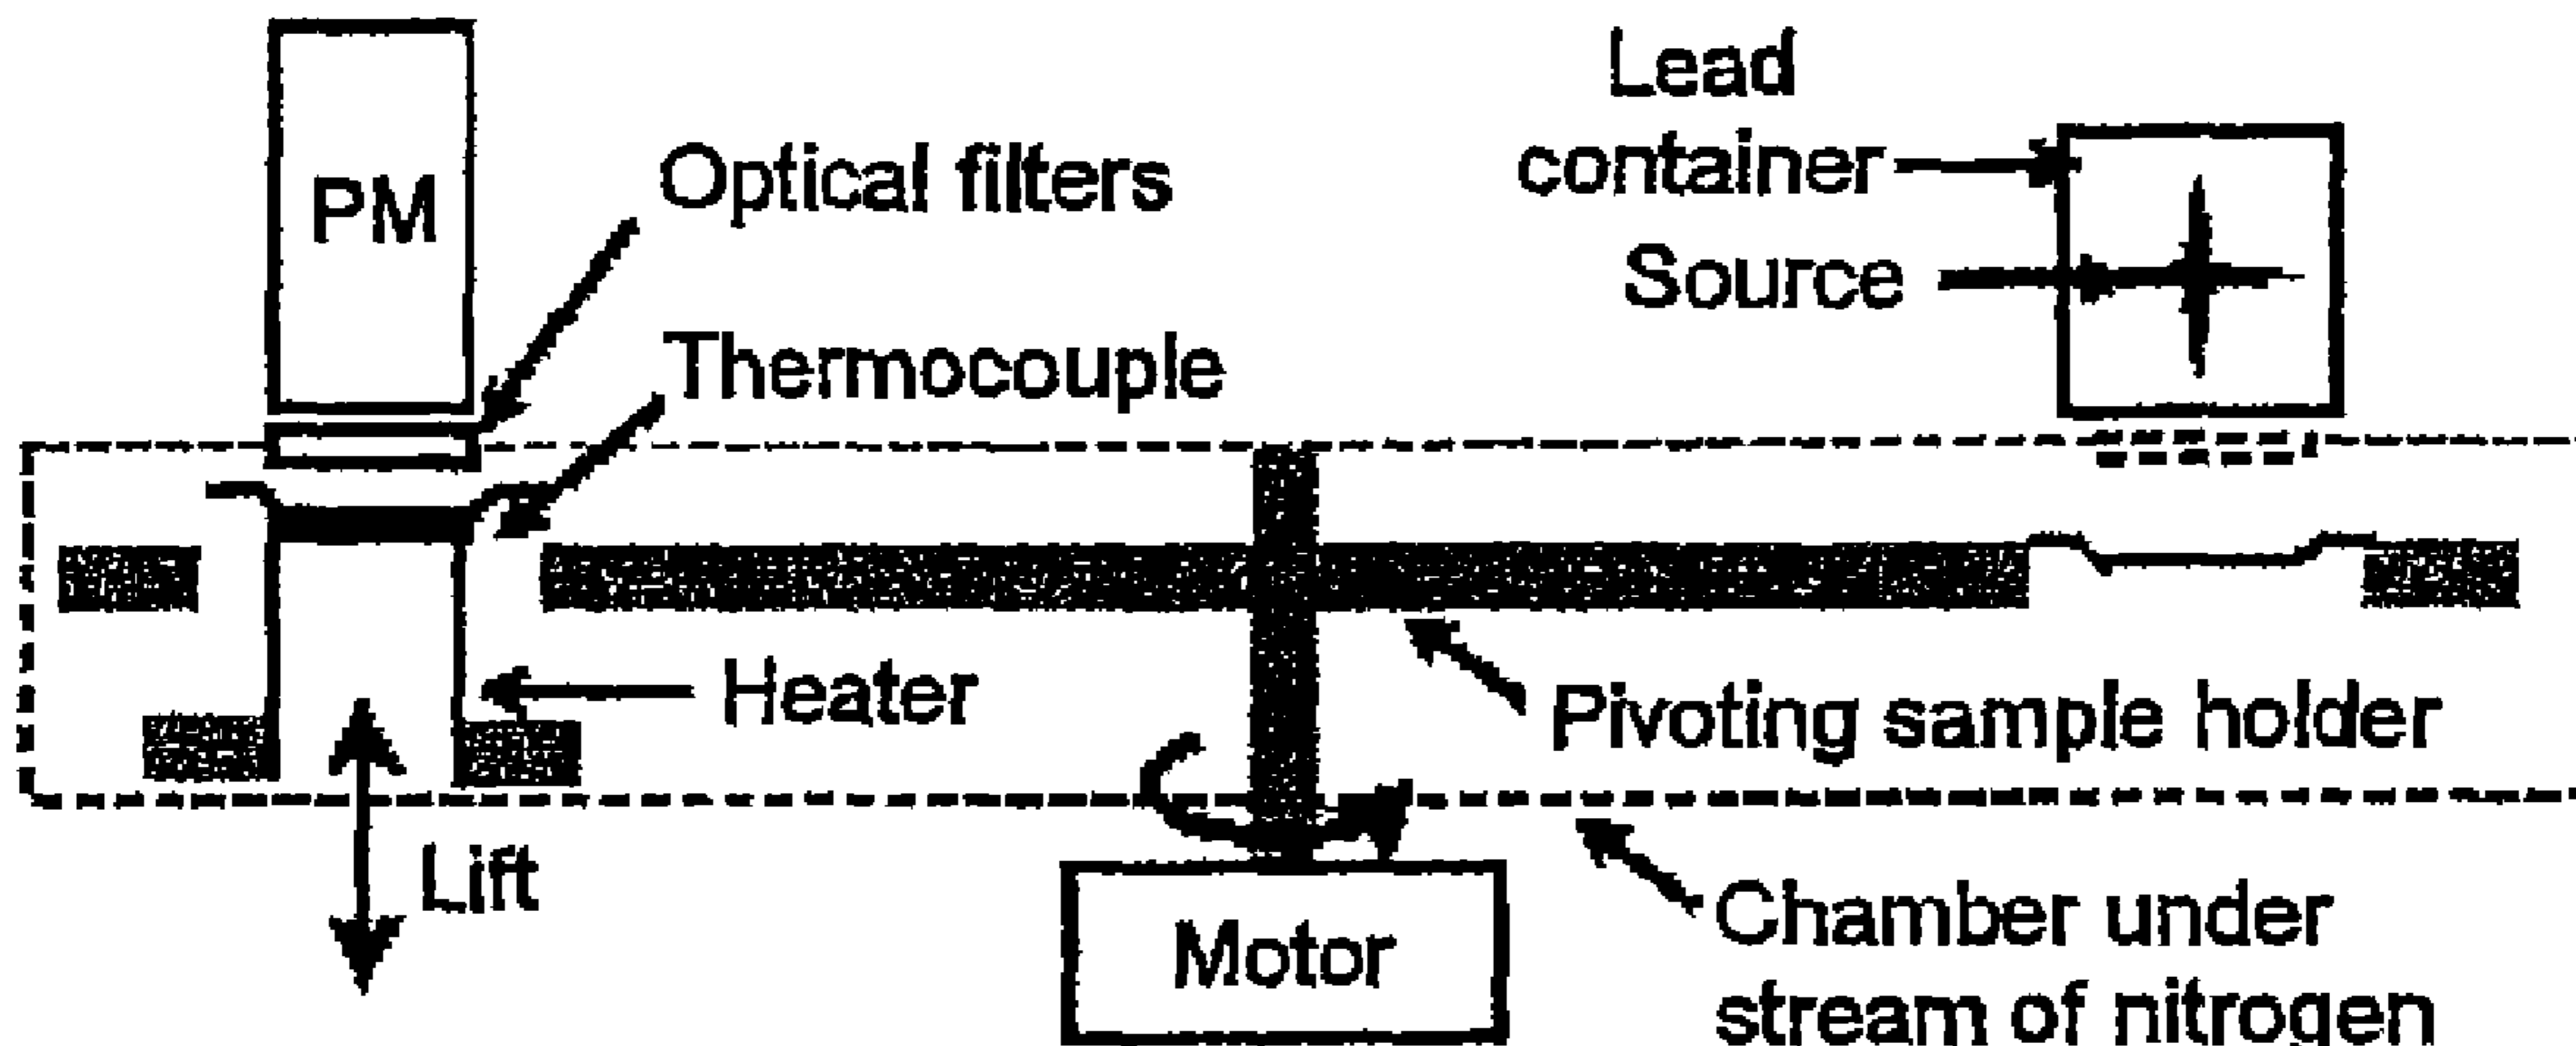 PM
Optical filters
Thermocouple
Lead
container
Source
Heater
Pivoting sample holder
Lift
Motor
Chamber under
stream of nitrogen